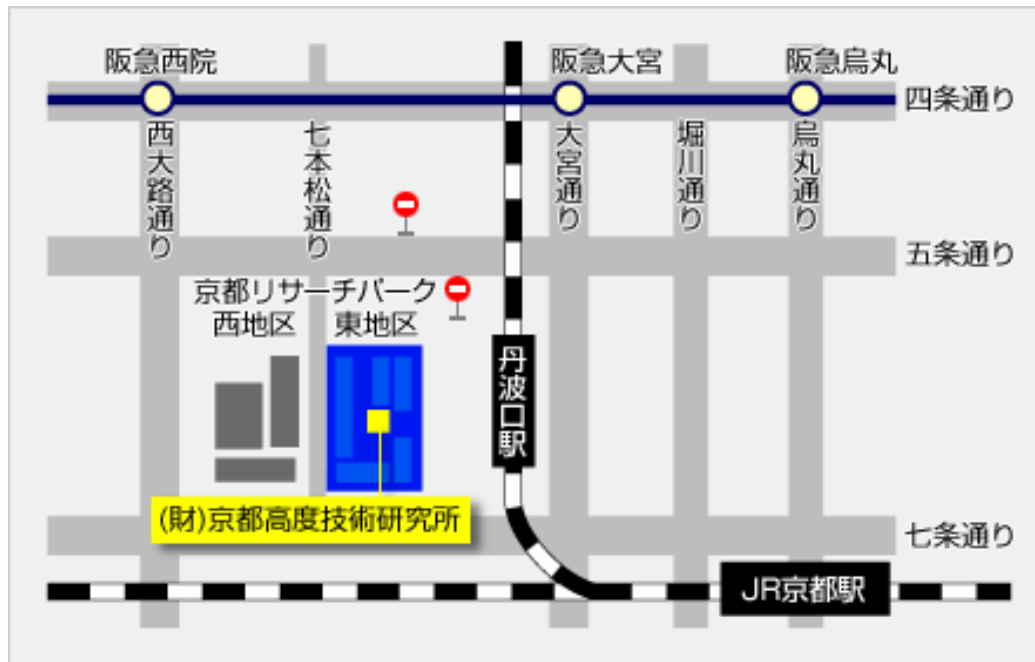 阪急西院
阪急大宮
阪急烏丸
四条通り
西大路通り
七本松通り
大宮通り
堀川通り
烏丸通り
五条通り
京都リサーチパーク
西地区
東地区
丹波口駅
(財)京都高度技術研究所
七条通り
JR京都駅